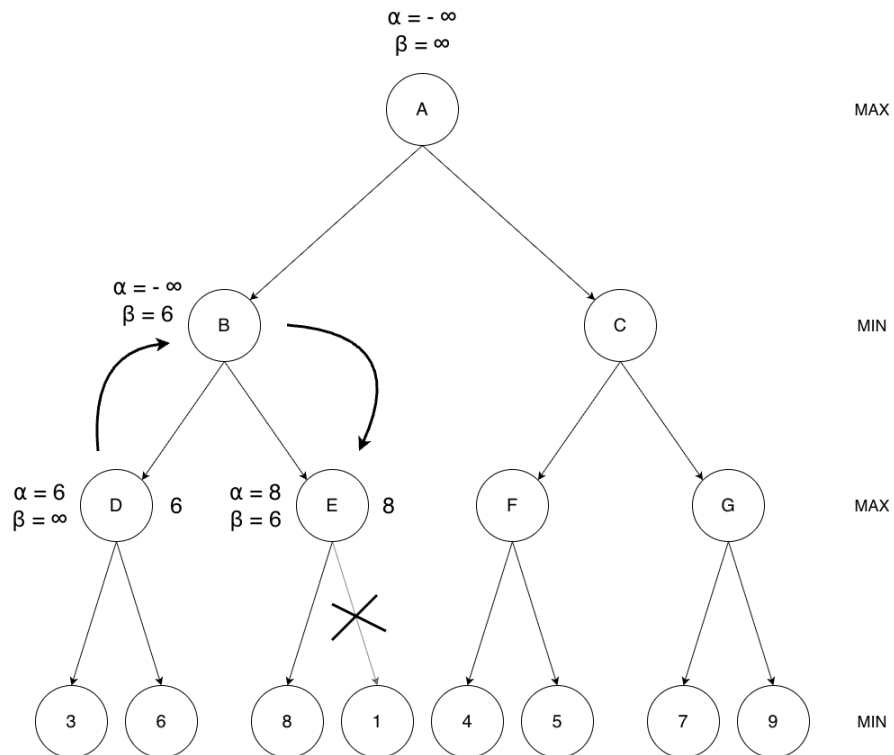 α = - ∞
β = ∞
A
MAX
α = - ∞
β = 6
B
C
MIN
α = 6
β = ∞
D
6
α = 8
β = 6
E
8
F
G
MAX
3
6
8
1
4
5
7
9
MIN